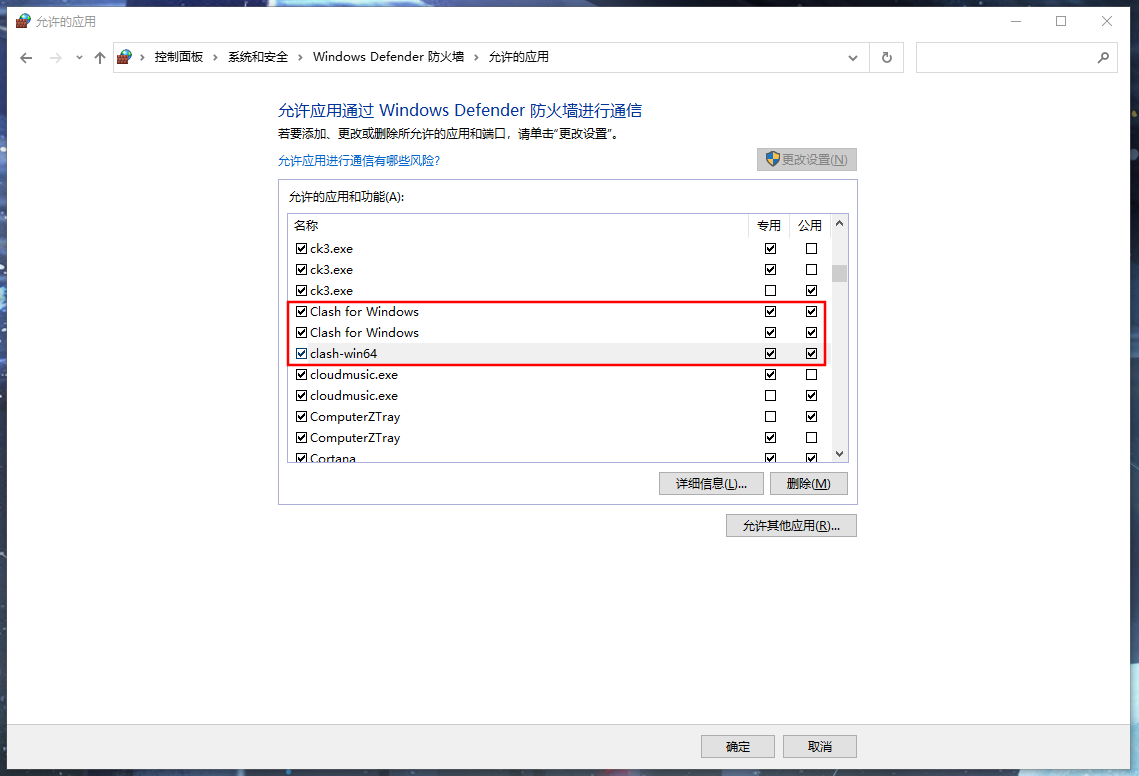 允许的应用
控制面板 系统和安全 Windows Defender 防火墙 允许的应用
允许应用通过 Windows Defender 防火墙进行通信
若要添加、更改或删除所允许的应用和端口，请单击“更改设置”。
允许应用进行通信有哪些风险?
更改设置(N)
允许的应用和功能(A):
名称 专用 公用
ck3.exe
ck3.exe
ck3.exe
Clash for Windows
Clash for Windows
clash-win64
cloudmusic.exe
cloudmusic.exe
ComputerZTray
ComputerZTray
Cortana
详细信息(L)... 删除(M)
允许其他应用(R)...
确定 取消